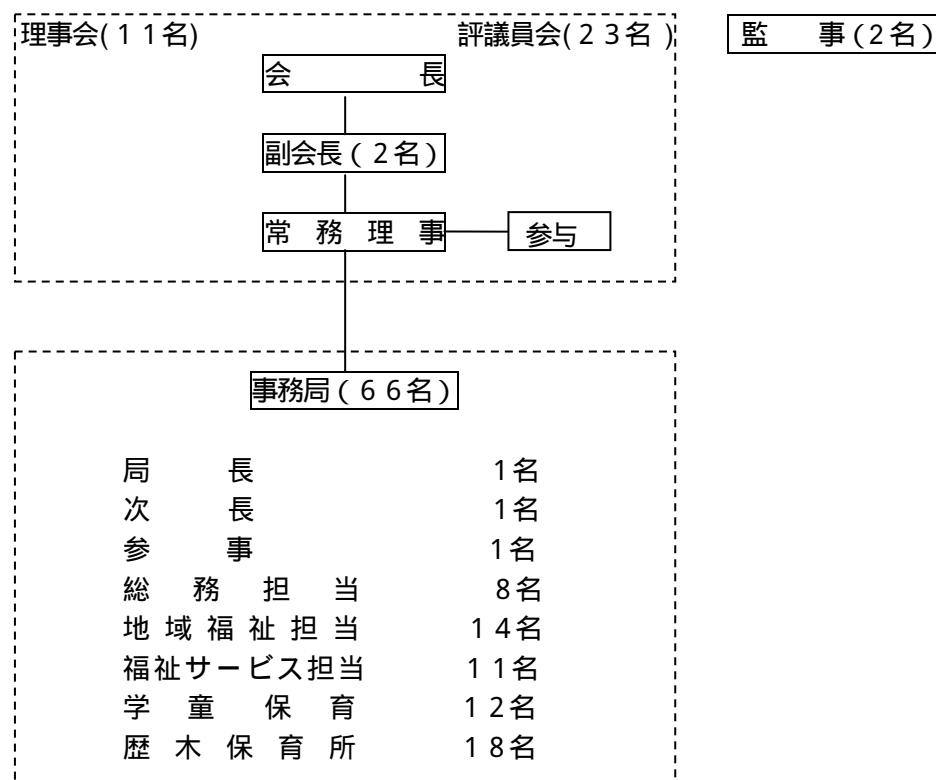 理事会(11名) 評議員会(23名) 監 事(2名)
会 長
副会長(2名)
常 務 理 事 参与
事務局(66名)
局 長 1名
次 長 1名
参 事 1名
総 務 担 当 8名
地 域 福 祉 担 当 14名
福祉サービス担当 11名
学 童 保 育 12名
歴 木 保 育 所 18名